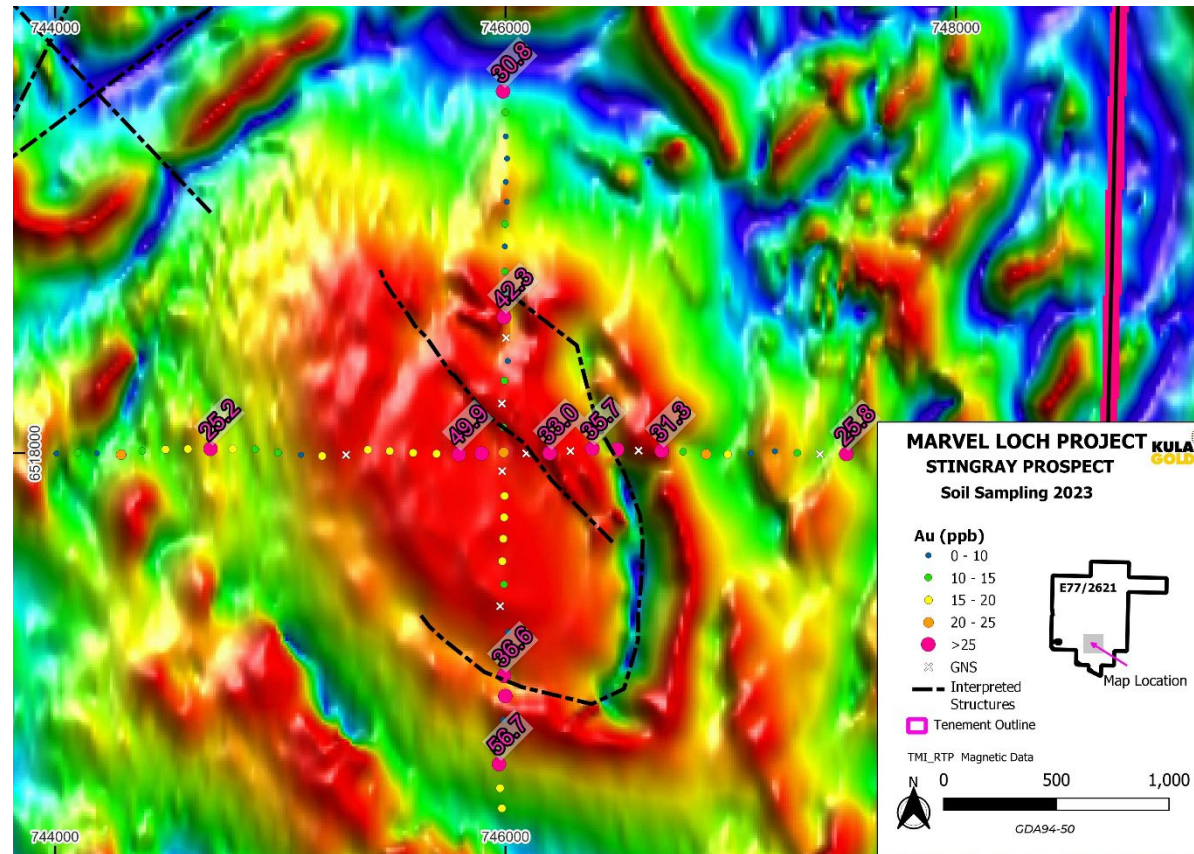 744000
746000
748000
30.8
42.3
6518000
25.2
49.9
33.0
35.7
31.3
25.8
36.6
56.7
744000
746000
MARVEL LOCH PROJECT
KULA
GOLD
STINGRAY PROSPECT
Soil Sampling 2023
Au (ppb)
0 - 10
10 - 15
15 - 20
20 - 25
>25
GNS
Interpreted
Structures
Tenement Outline
E77/2621
Map Location
TMI_RTP Magnetic Data
N
0 500 1,000
GDA94-50